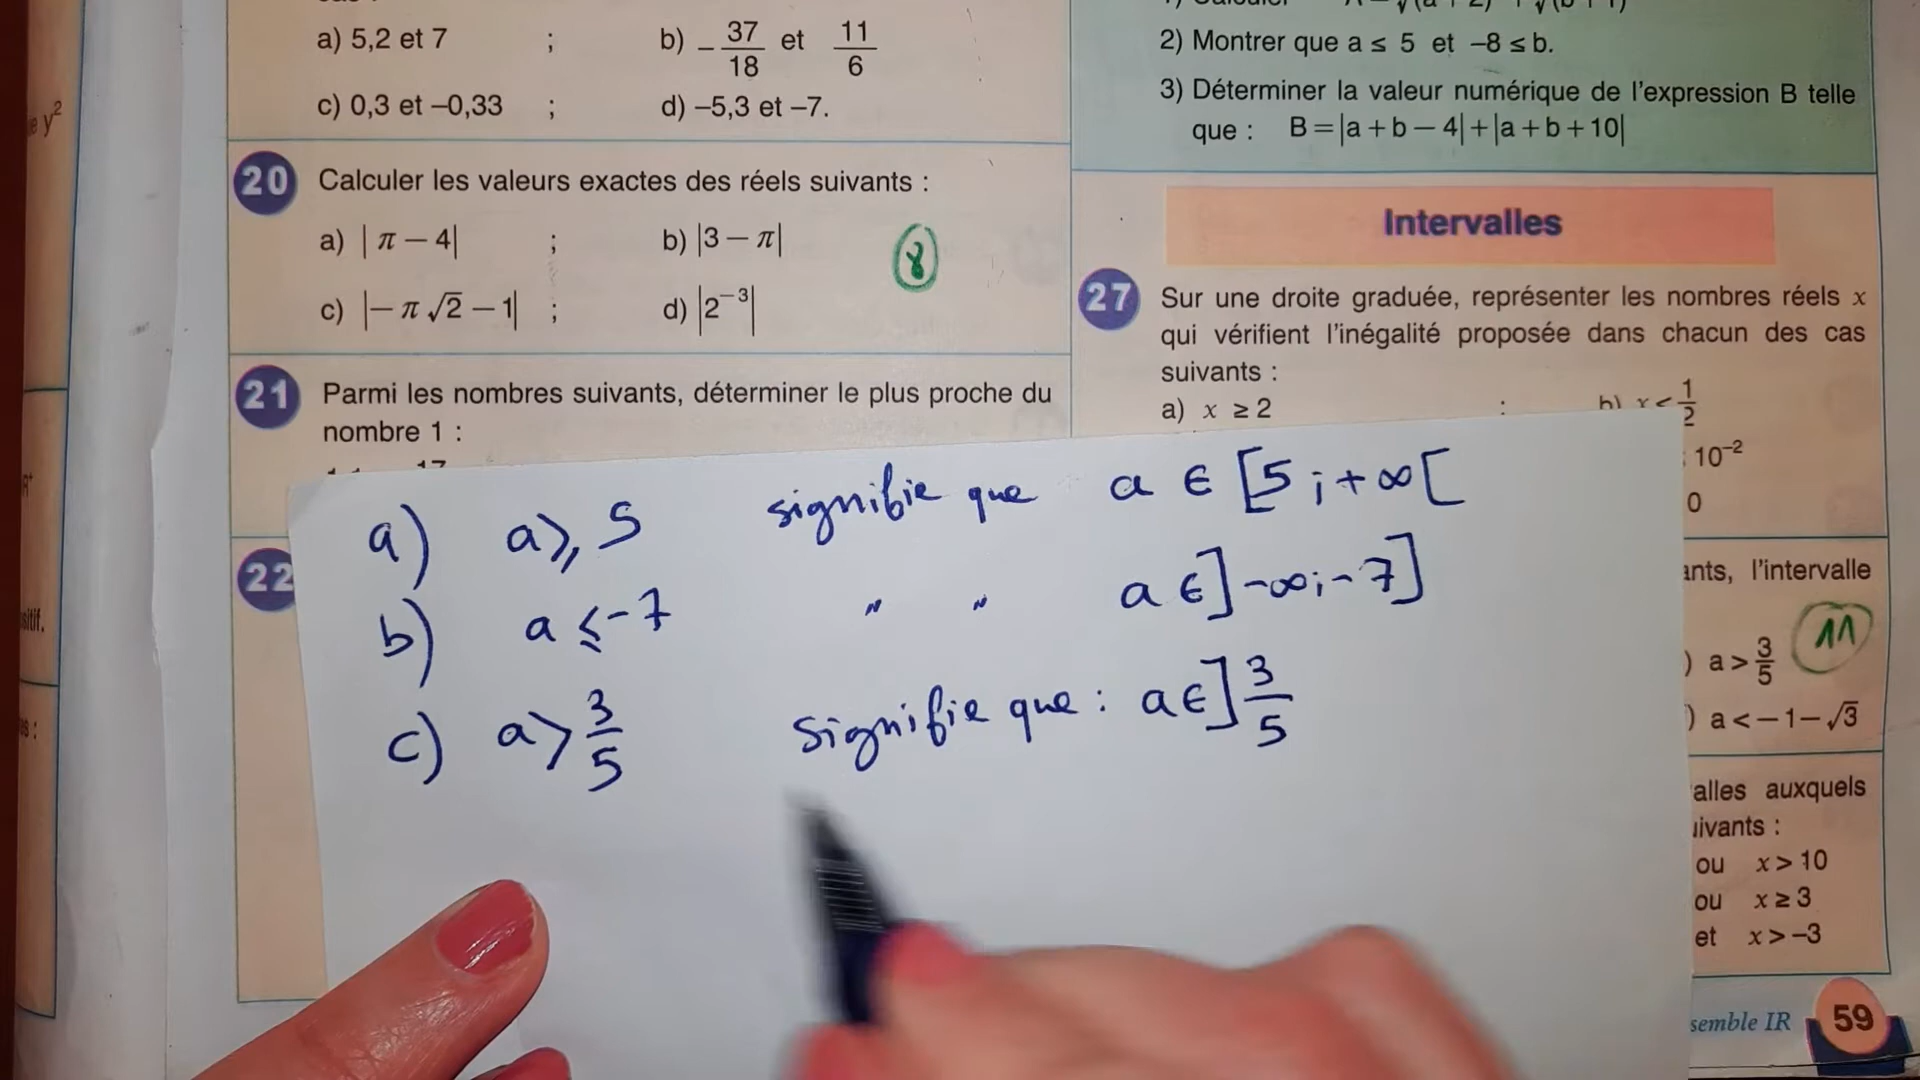 a) 5,2 et 7 ; b) −37/18 et 11/6
c) 0,3 et −0,33 ; d) −5,3 et −7.
20 Calculer les valeurs exactes des réels suivants :
a) |π − 4| ; b) |3 − π|
c) |−π√2 − 1| ; d) |2⁻³|
8
21 Parmi les nombres suivants, déterminer le plus proche du
nombre 1 :
22
2) Montrer que a ≤ 5 et −8 ≤ b.
3) Déterminer la valeur numérique de l'expression B telle
que : B = |a + b − 4| + |a + b + 10|
Intervalles
27 Sur une droite graduée, représenter les nombres réels x
qui vérifient l'inégalité proposée dans chacun des cas
suivants :
a) x ≥ 2 ; b) x < 1/2
10⁻²
0
ants, l'intervalle
11
) a > 3/5
) a < −1−√3
alles auxquels
uivants :
ou x > 10
ou x ≥ 3
et x > −3
semble IR 59
a) a ⩾ 5 signifie que a ∈ [5 ; +∞[
b) a ⩽ −7 " " a ∈ ]−∞ ; −7]
c) a > 3/5 signifie que : a ∈ ]3/5
e y²
sitif.